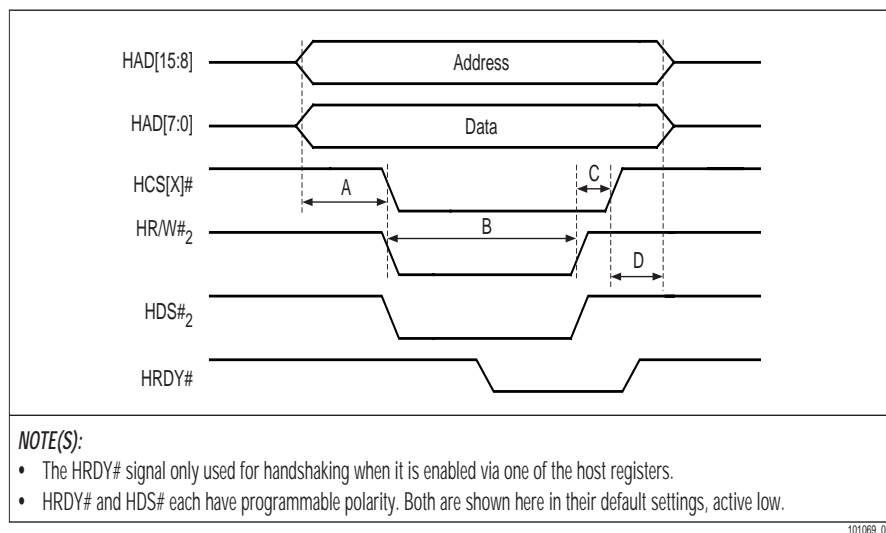 HAD[15:8]
Address
HAD[7:0]
Data
HCS[X]#
A
C
HR/W#2
B
D
HDS#2
HRDY#
NOTE(S):
• The HRDY# signal only used for handshaking when it is enabled via one of the host registers.
• HRDY# and HDS# each have programmable polarity. Both are shown here in their default settings, active low.